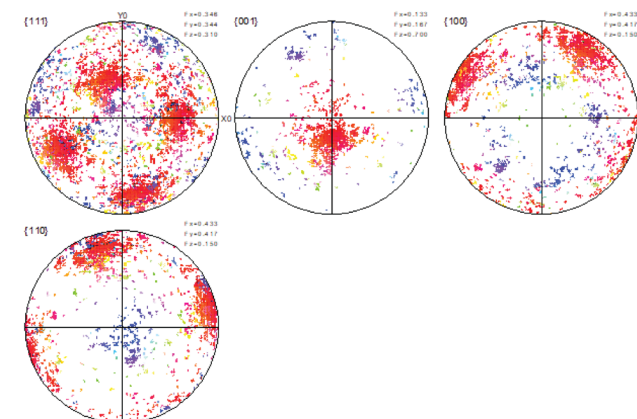 {111}
Y0
Fx=0.346
Fy=0.344
Fz=0.310
X0
{001}
Fx=0.133
Fy=0.167
Fz=0.700
{100}
Fx=0.433
Fy=0.417
Fz=0.150
{110}
Fx=0.433
Fy=0.417
Fz=0.150